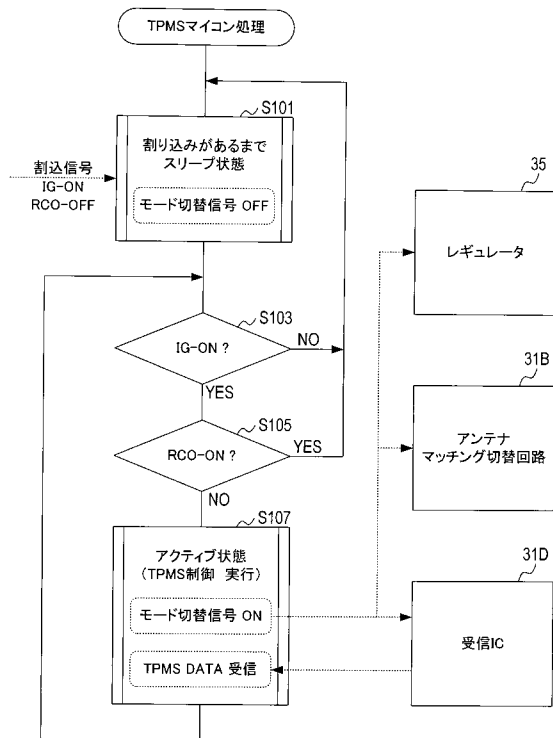 TPMSマイコン処理
S101
割り込みがあるまで
スリープ状態
モード切替信号 OFF
割込信号
IG-ON
RCO-OFF
35
レギュレータ
S103
IG-ON ?
NO
YES
31B
アンテナ
マッチング切替回路
S105
RCO-ON ?
YES
NO
S107
アクティブ状態
(TPMS制御 実行)
モード切替信号 ON
TPMS DATA 受信
31D
受信IC